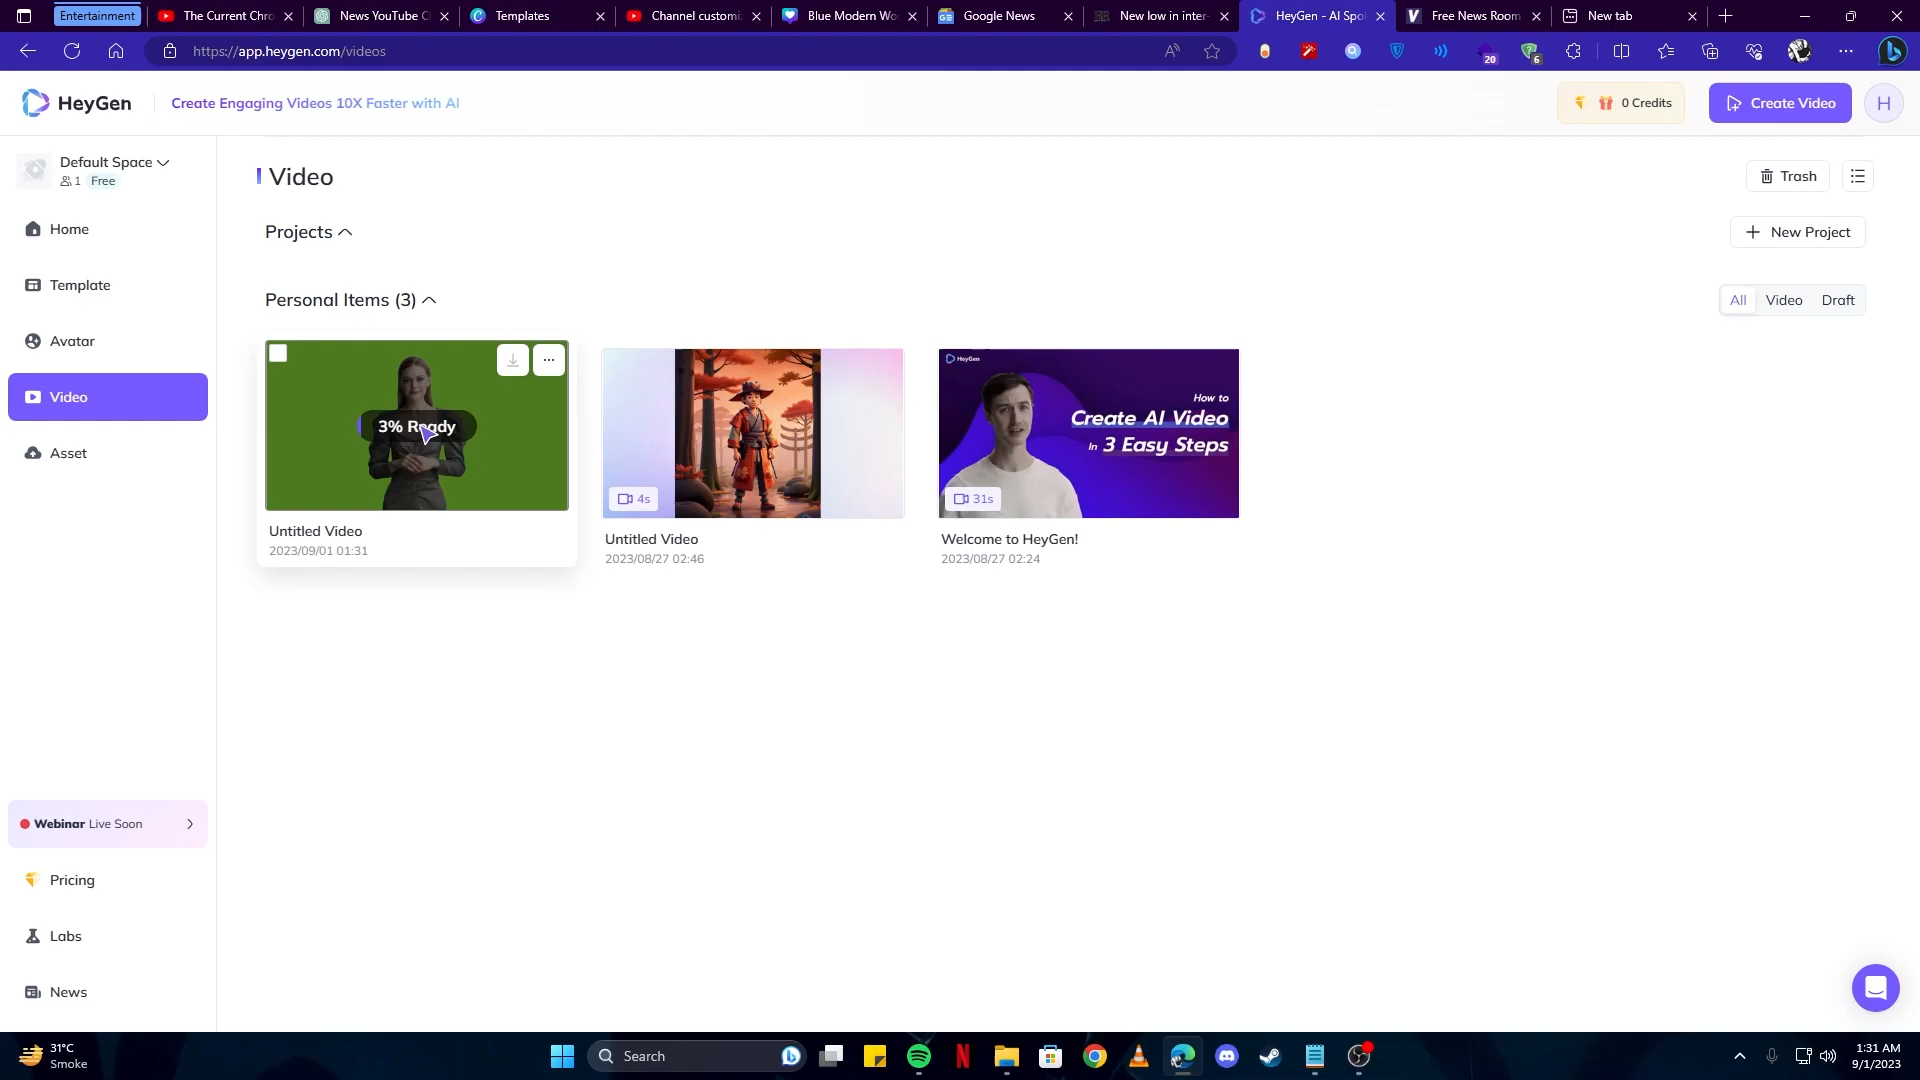 Entertainment
The Current Chro
News YouTube C
Templates
Channel customi
Blue Modern Wo
Google News
New low in inter-
HeyGen - AI Spo
Free News Room
New tab
https://app.heygen.com/videos
20
6
HeyGen
Create Engaging Videos 10X Faster with AI
0 Credits
Create Video
H
Default Space
1
Free
Video
Trash
Home
Projects
New Project
Template
Personal Items (3)
All
Video
Draft
Avatar
Video
Asset
3% Ready
Untitled Video
2023/09/01 01:31
4s
Untitled Video
2023/08/27 02:46
HeyGen
How to
Create AI Video
In 3 Easy Steps
31s
Welcome to HeyGen!
2023/08/27 02:24
Webinar Live Soon
Pricing
Labs
News
31°C
Smoke
Search
1:31 AM
9/1/2023